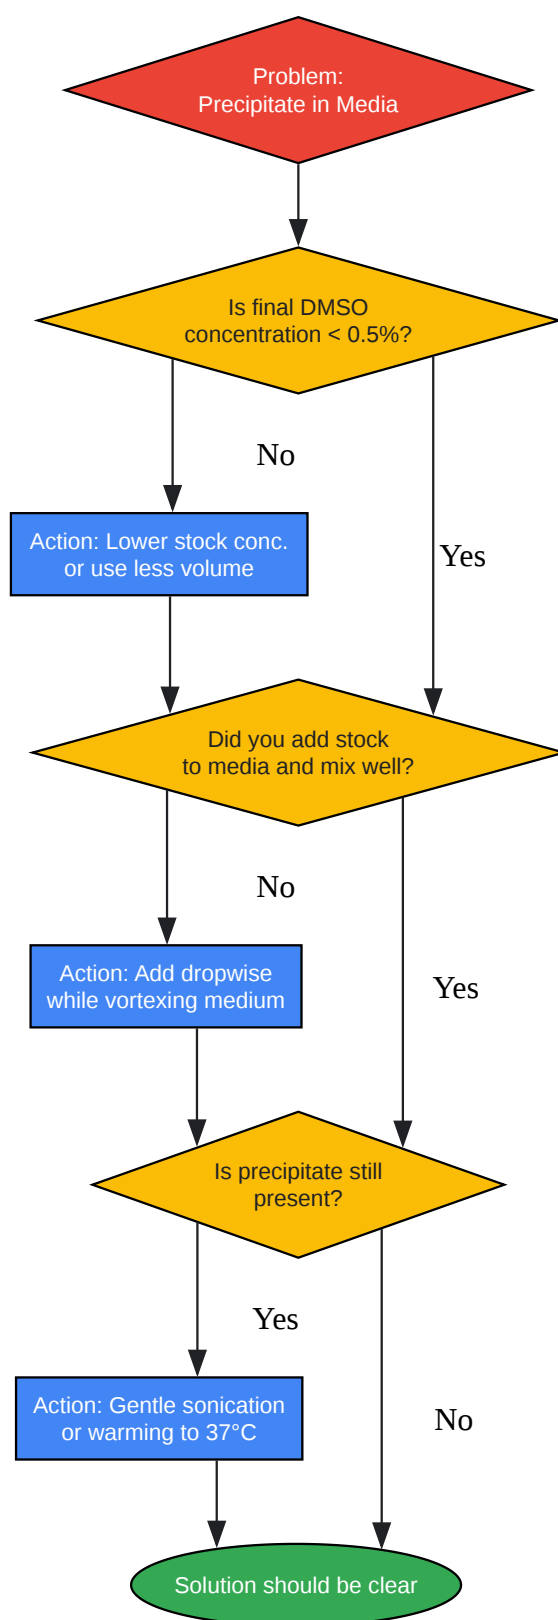 Problem:
Precipitate in Media
Is final DMSO
concentration < 0.5%?
No
Action: Lower stock conc.
or use less volume
Yes
Did you add stock
to media and mix well?
No
Action: Add dropwise
while vortexing medium
Yes
Is precipitate still
present?
Yes
Action: Gentle sonication
or warming to 37°C
No
Solution should be clear